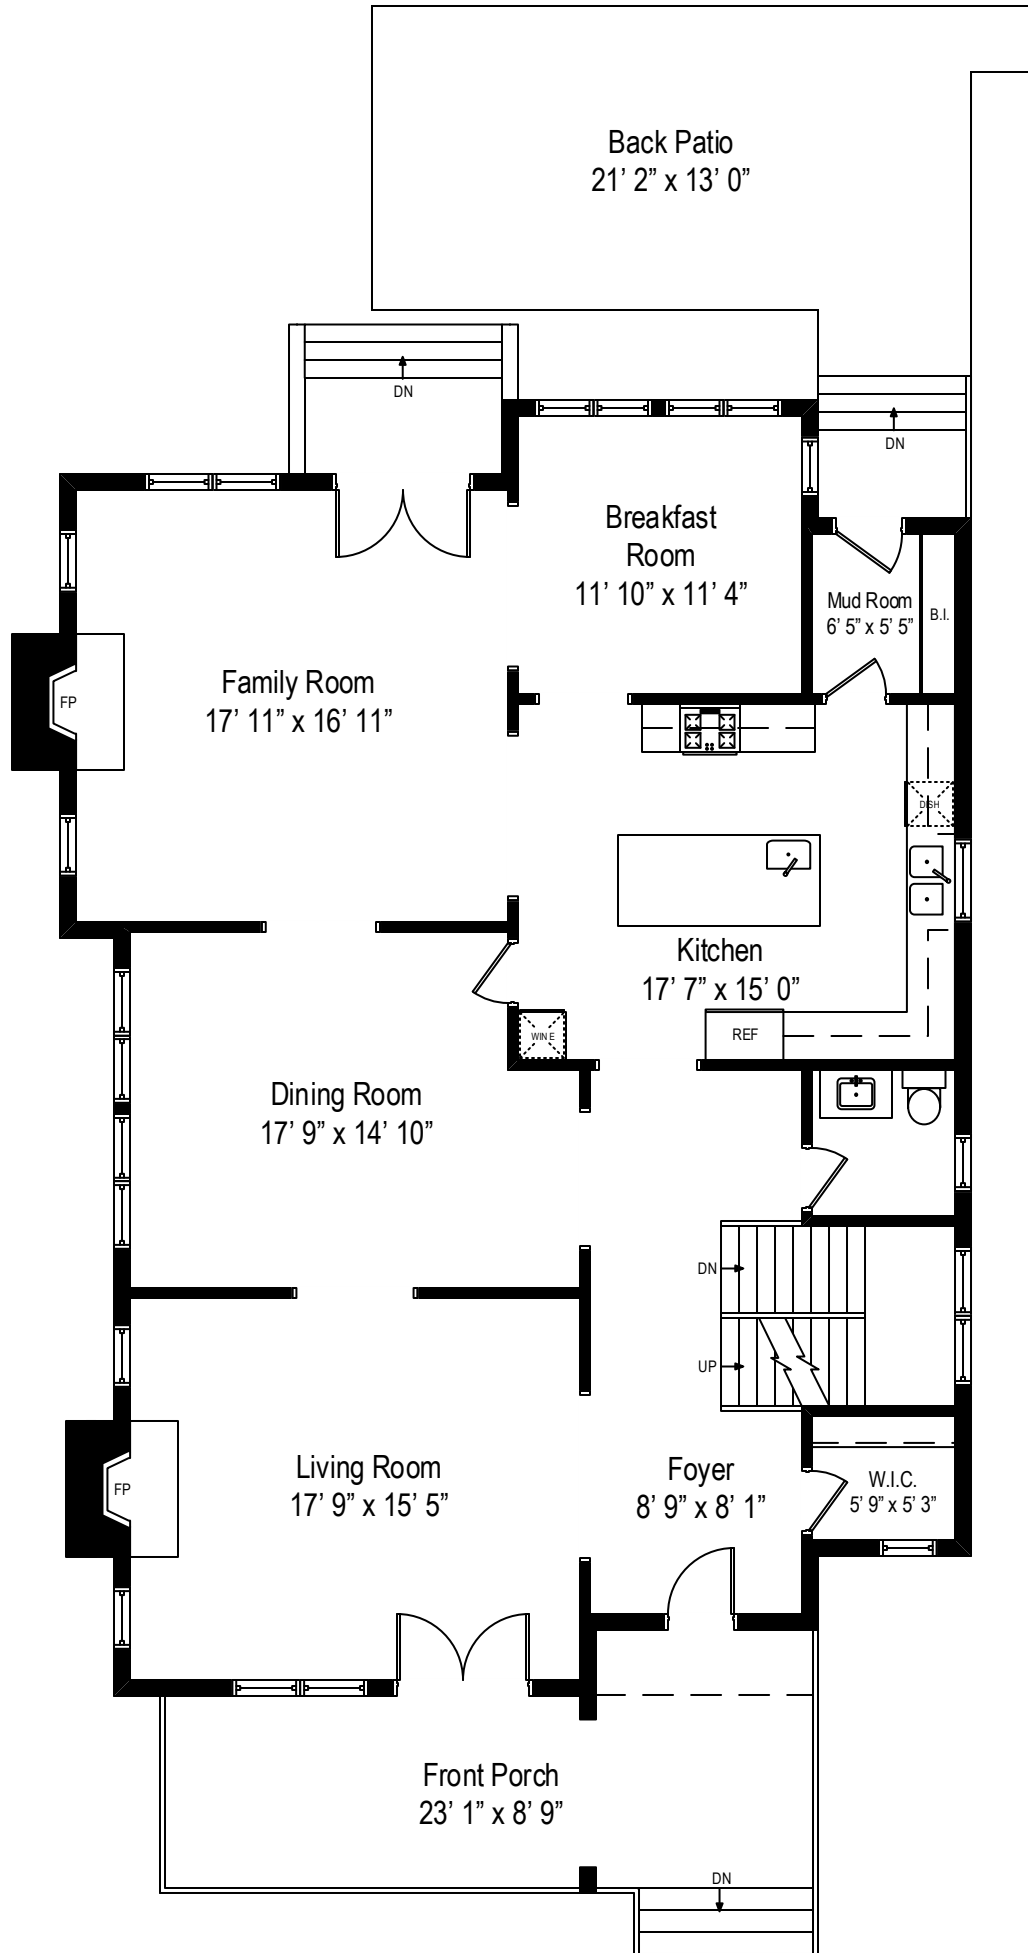 Back Patio
21’ 2” x 13’ 0”
DN
DN
Breakfast
Room
11’ 10” x 11’ 4”
Mud Room
6’ 5” x 5’ 5”
B.I.
Family Room
17’ 11” x 16’ 11”
FP
DISH
Kitchen
17’ 7” x 15’ 0”
WINE
REF
Dining Room
17’ 9” x 14’ 10”
DN
UP
Living Room
17’ 9” x 15’ 5”
FP
Foyer
8’ 9” x 8’ 1”
W.I.C.
5’ 9” x 5’ 3”
Front Porch
23’ 1” x 8’ 9”
DN